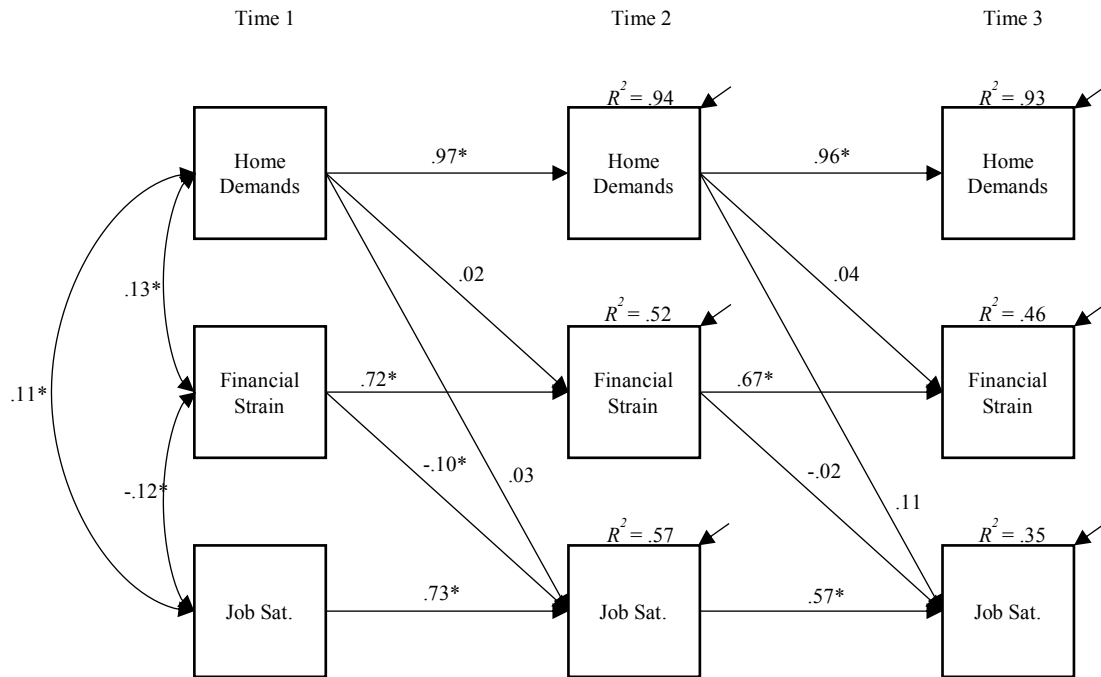 Time 1
Time 2
Time 3
R² = .94
R² = .93
Home
Demands
.97*
Home
Demands
.96*
Home
Demands
.13*
.02
.04
R² = .52
R² = .46
.11*
Financial
Strain
.72*
Financial
Strain
.67*
Financial
Strain
-.12*
-.10*
.03
-.02
.11
R² = .57
R² = .35
Job Sat.
.73*
Job Sat.
.57*
Job Sat.